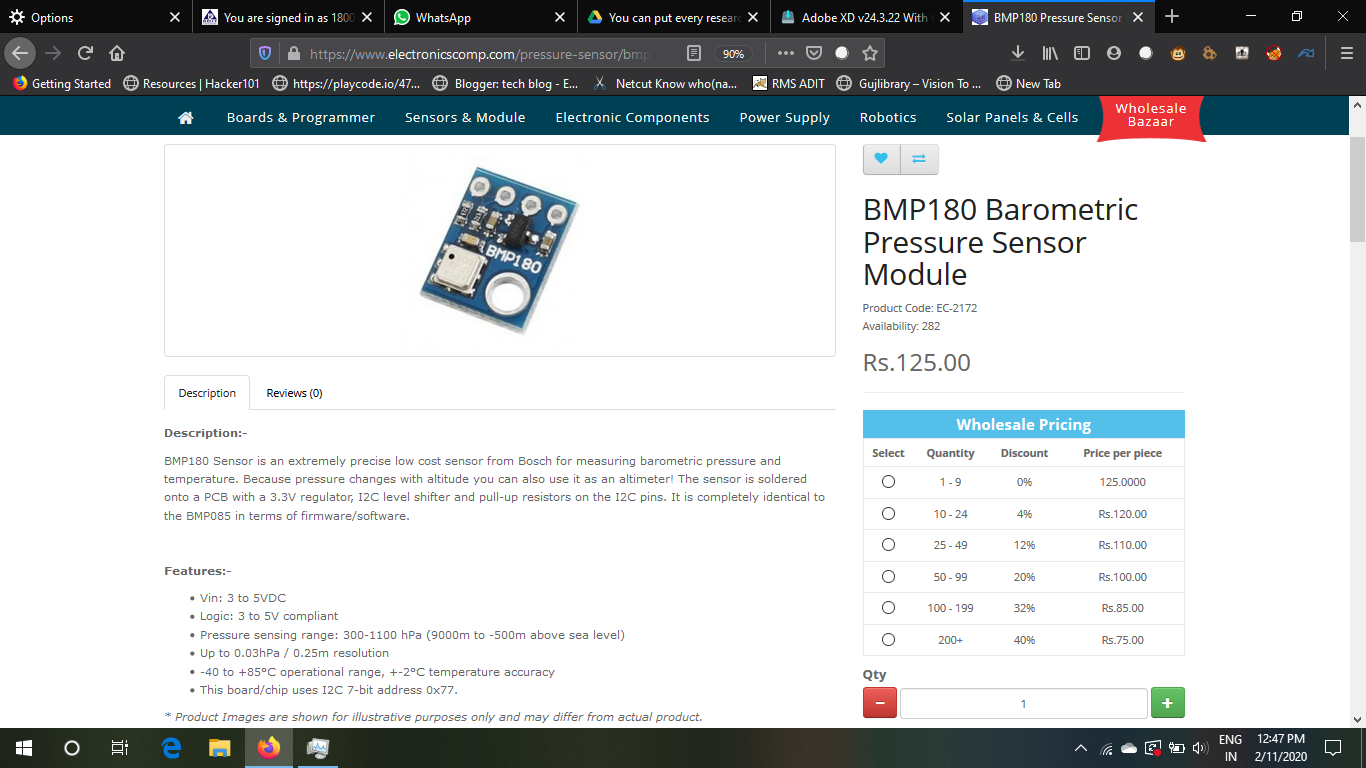 Options
You are signed in as 1800
WhatsApp
You can put every resear
Adobe XD v24.3.22 With
BMP180 Pressure Sensor
https://www.electronicscomp.com/pressure-sensor/bmp
90%
Getting Started
Resources | Hacker101
https://playcode.io/47...
Blogger: tech blog - E...
Netcut Know who(na...
RMS ADIT
Gujlibrary – Vision To ...
New Tab
Boards & Programmer
Sensors & Module
Electronic Components
Power Supply
Robotics
Solar Panels & Cells
Wholesale
Bazaar
BMP180
BMP180 Barometric
Pressure Sensor
Module
Product Code: EC-2172
Availability: 282
Rs.125.00
Description
Reviews (0)
Description:-
BMP180 Sensor is an extremely precise low cost sensor from Bosch for measuring barometric pressure and
temperature. Because pressure changes with altitude you can also use it as an altimeter! The sensor is soldered
onto a PCB with a 3.3V regulator, I2C level shifter and pull-up resistors on the I2C pins. It is completely identical to
the BMP085 in terms of firmware/software.
Features:-
• Vin: 3 to 5VDC
• Logic: 3 to 5V compliant
• Pressure sensing range: 300-1100 hPa (9000m to -500m above sea level)
• Up to 0.03hPa / 0.25m resolution
• -40 to +85°C operational range, +-2°C temperature accuracy
• This board/chip uses I2C 7-bit address 0x77.
* Product Images are shown for illustrative purposes only and may differ from actual product.
Wholesale Pricing
Select Quantity Discount Price per piece
1 - 9 0% 125.0000
10 - 24 4% Rs.120.00
25 - 49 12% Rs.110.00
50 - 99 20% Rs.100.00
100 - 199 32% Rs.85.00
200+ 40% Rs.75.00
Qty
1
ENG
IN
12:47 PM
2/11/2020